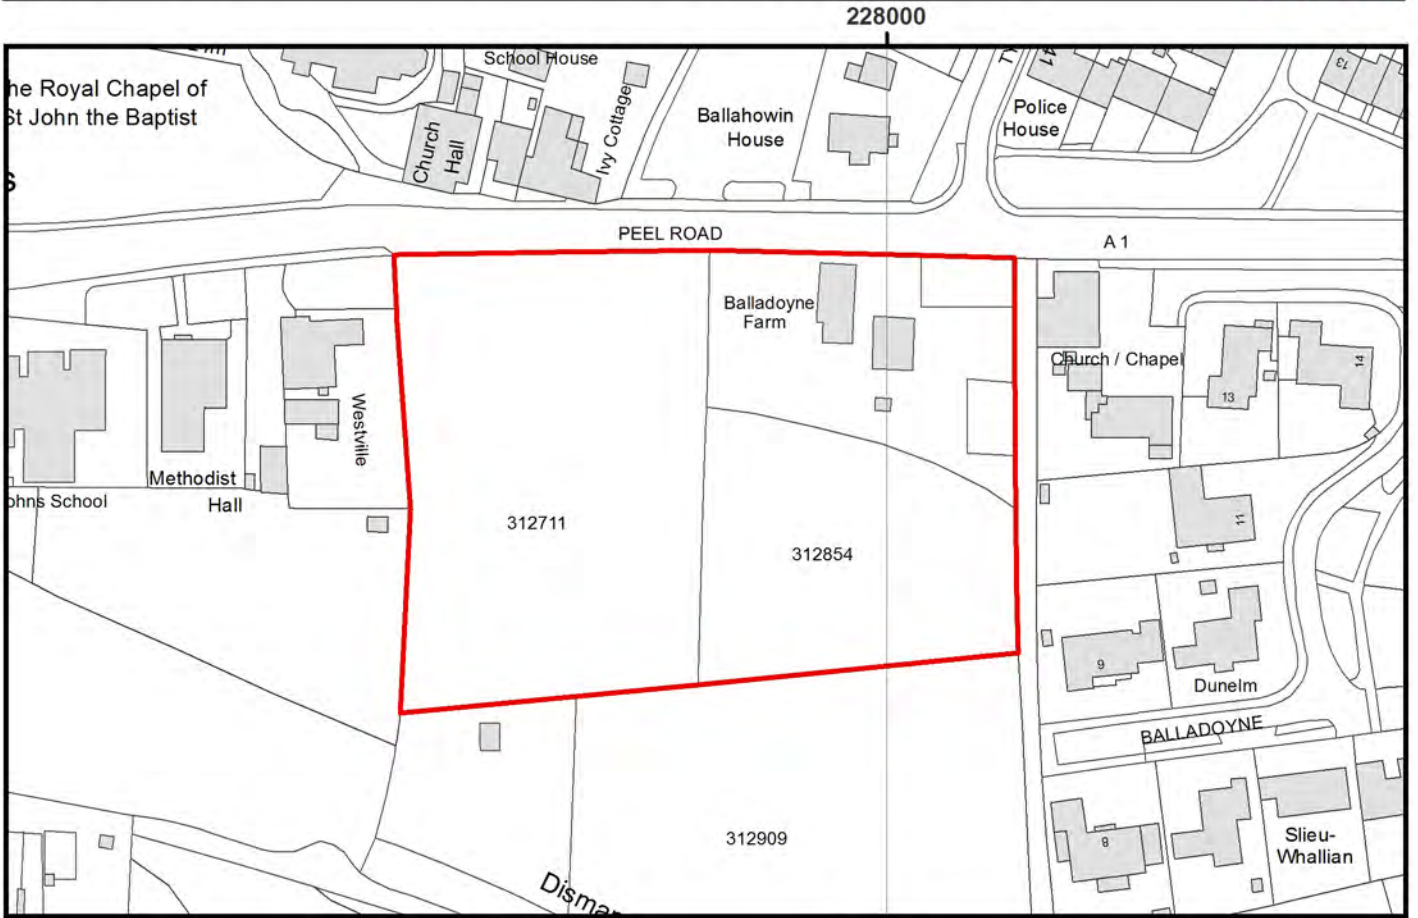 228000
School House
he Royal Chapel of
St John the Baptist
Church
Hall
Ivy Cottage
Ballahowin
House
41
Police
House
13
PEEL ROAD
A 1
Balladoyne
Farm
Church / Chapel
13
14
Westville
Methodist
Hall
ohns School
312711
312854
11
9
Dunelm
BALLADOYNE
312909
8
Slieu-
Whallian